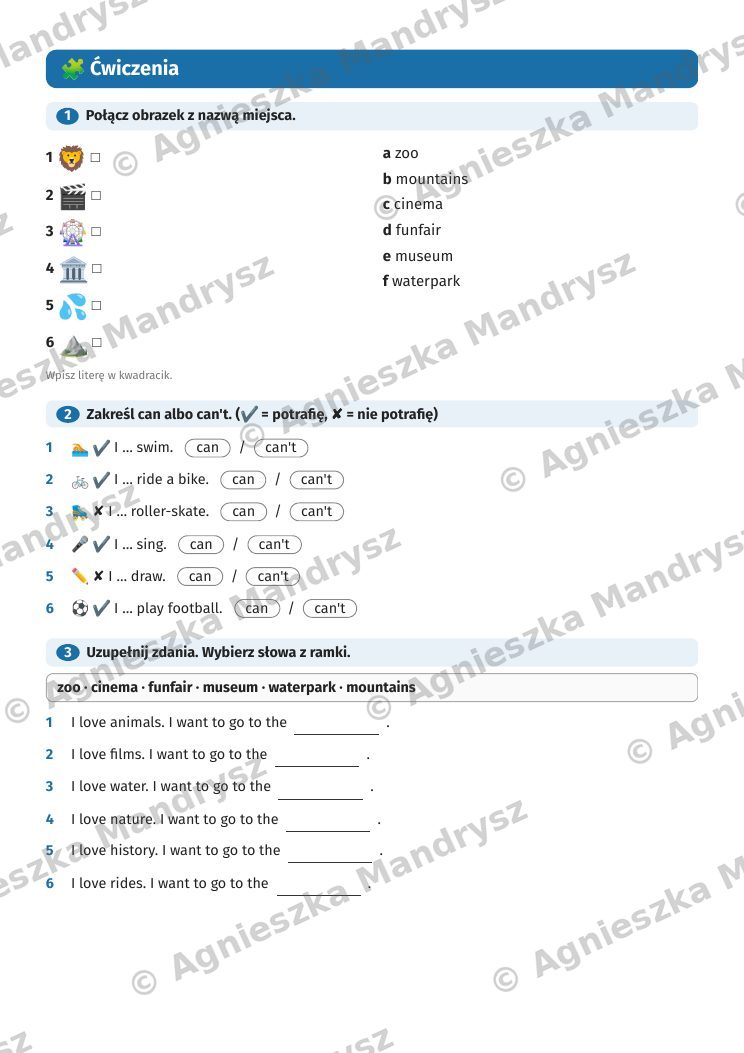 🧩 Ćwiczenia
1 Połącz obrazek z nazwą miejsca.
1 🦁 □
2 🎬 □
3 🎡 □
4 🏛️ □
5 💦 □
6 ⛰️ □
a zoo
b mountains
c cinema
d funfair
e museum
f waterpark
Wpisz literę w kwadracik.
2 Zakreśl can albo can't. (✔ = potrafię, ✘ = nie potrafię)
1 🏊 ✔ I ... swim. can / can't
2 🚲 ✔ I ... ride a bike. can / can't
3 🛼 ✘ I ... roller-skate. can / can't
4 🎤 ✔ I ... sing. can / can't
5 ✏️ ✘ I ... draw. can / can't
6 ⚽ ✔ I ... play football. can / can't
3 Uzupełnij zdania. Wybierz słowa z ramki.
zoo · cinema · funfair · museum · waterpark · mountains
1 I love animals. I want to go to the ____________ .
2 I love films. I want to go to the ____________ .
3 I love water. I want to go to the ____________ .
4 I love nature. I want to go to the ____________ .
5 I love history. I want to go to the ____________ .
6 I love rides. I want to go to the ____________ .
© Agnieszka Mandrysz